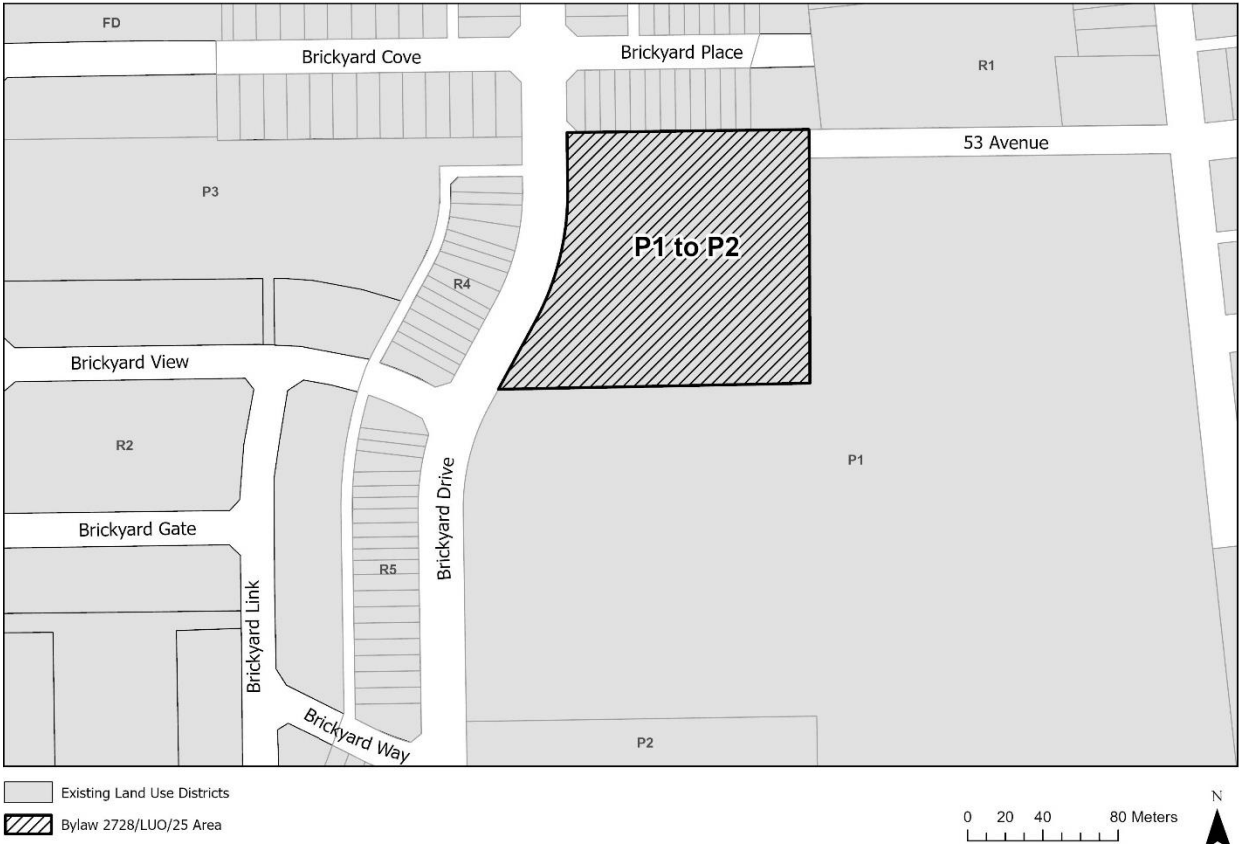 FD
Brickyard Cove
Brickyard Place
R1
53 Avenue
P3
P1 to P2
R4
Brickyard View
R2
P1
Brickyard Drive
Brickyard Gate
R5
Brickyard Link
Brickyard Way
P2
Existing Land Use Districts
Bylaw 2728/LUO/25 Area
0 20 40 80 Meters
N